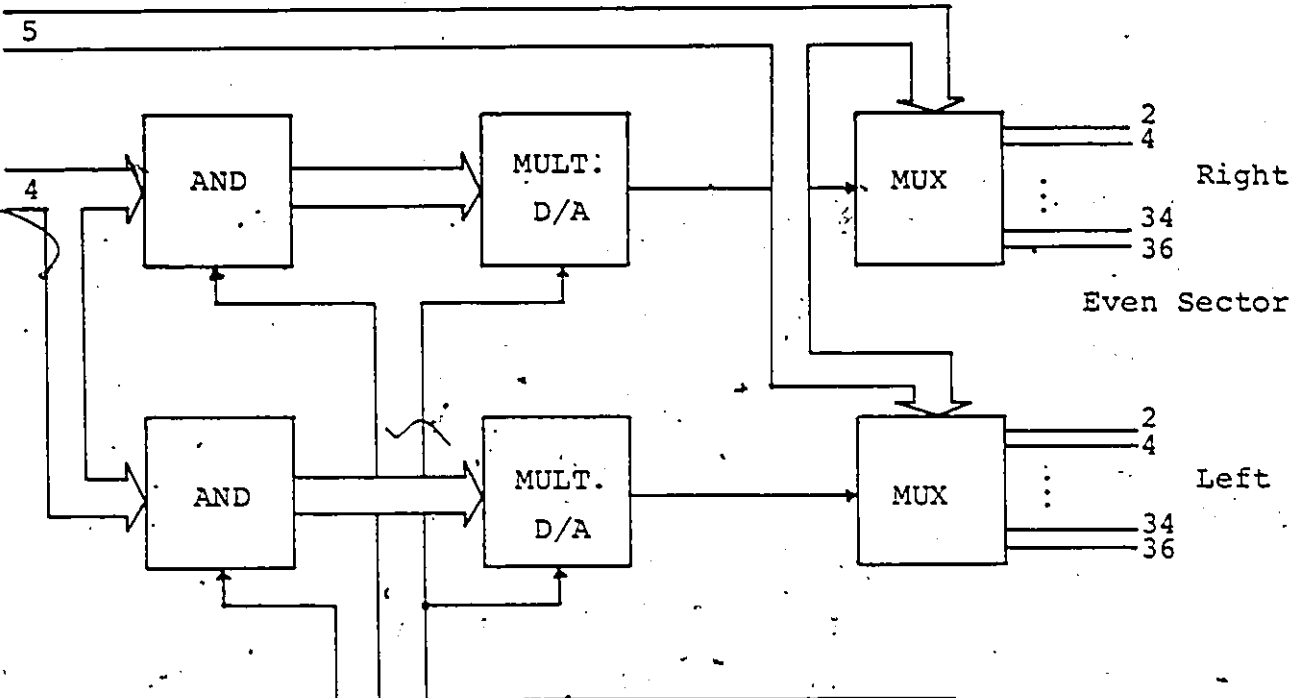 5
2
4
AND
MULT.
D/A
MUX
Right
4
34
36
Even Sector
2
4
AND
MULT.
D/A
MUX
Left
34
36